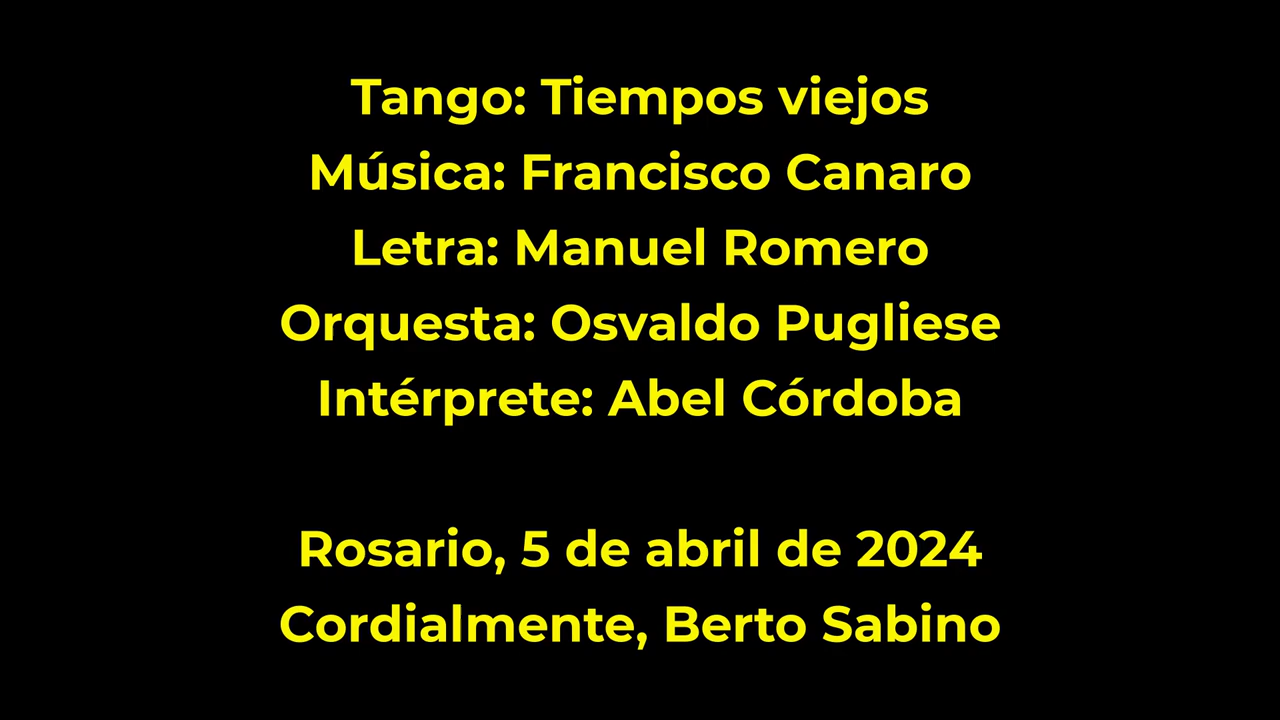 Tango: Tiempos viejos
Música: Francisco Canaro
Letra: Manuel Romero
Orquesta: Osvaldo Pugliese
Intérprete: Abel Córdoba
Rosario, 5 de abril de 2024
Cordialmente, Berto Sabino